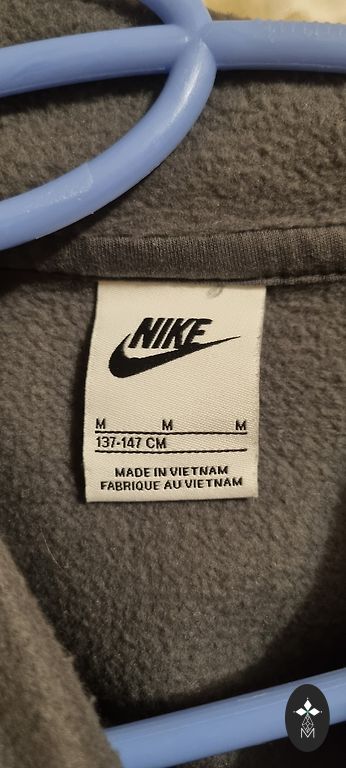 NIKE
M M M
137-147 CM
MADE IN VIETNAM
FABRIQUE AU VIETNAM
M